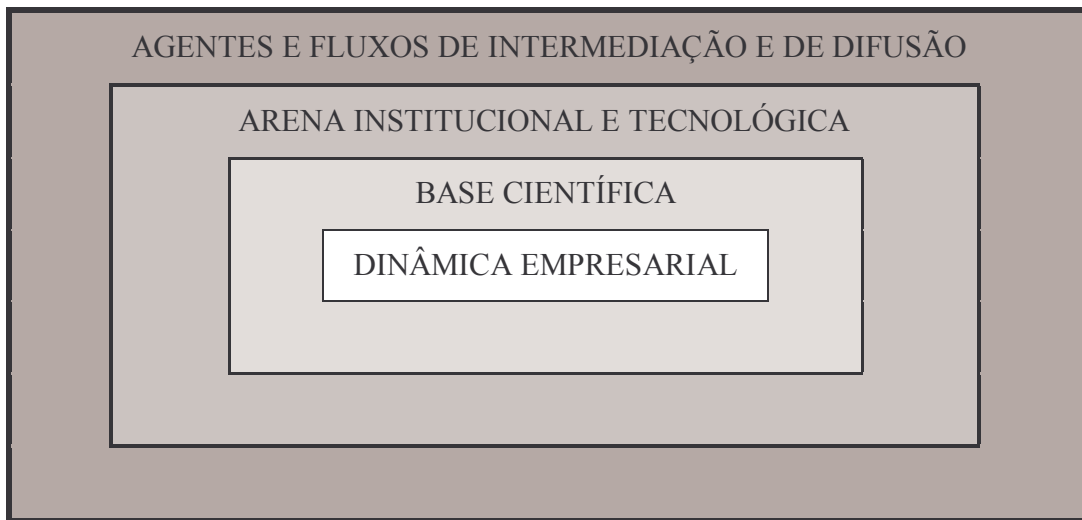 AGENTES E FLUXOS DE INTERMEDIAÇÃO E DE DIFUSÃO
ARENA INSTITUCIONAL E TECNOLÓGICA
BASE CIENTÍFICA
DINÂMICA EMPRESARIAL